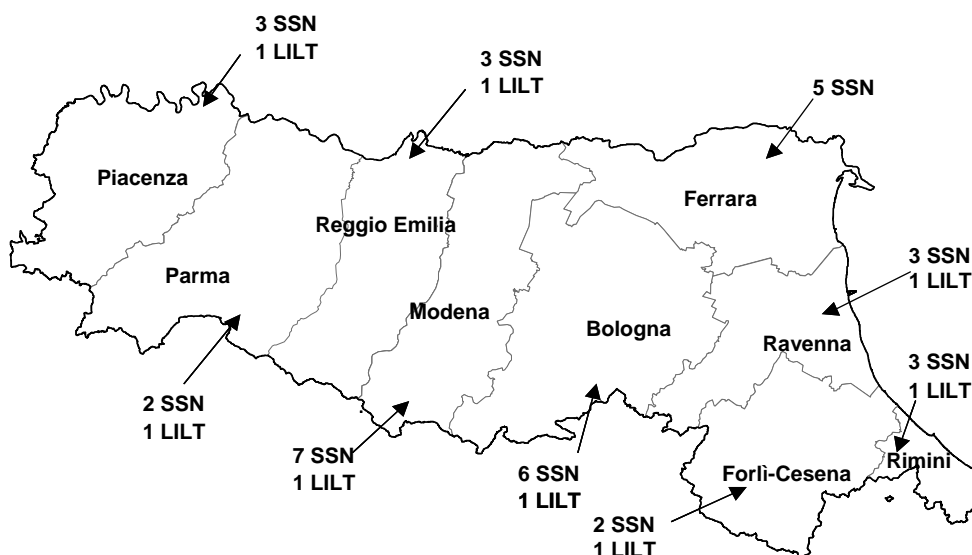 3 SSN
1 LILT
3 SSN
1 LILT
5 SSN
Piacenza
Ferrara
Reggio Emilia
Parma
3 SSN
1 LILT
Modena
Bologna
Ravenna
3 SSN
1 LILT
2 SSN
1 LILT
7 SSN
1 LILT
6 SSN
1 LILT
Rimini
Forlì-Cesena
2 SSN
1 LILT